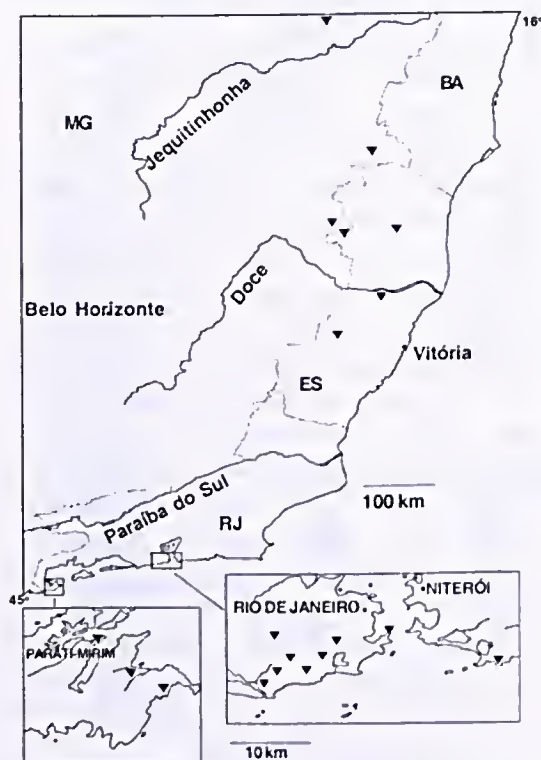 16°
BA
MG
Jequitinhonha
Doce
Belo Horizonte
Vitória
ES
100 km
Paraíba do Sul
RJ
45°
RIO DE JANEIRO
NITERÓI
PARATI-MIRIM
10 km